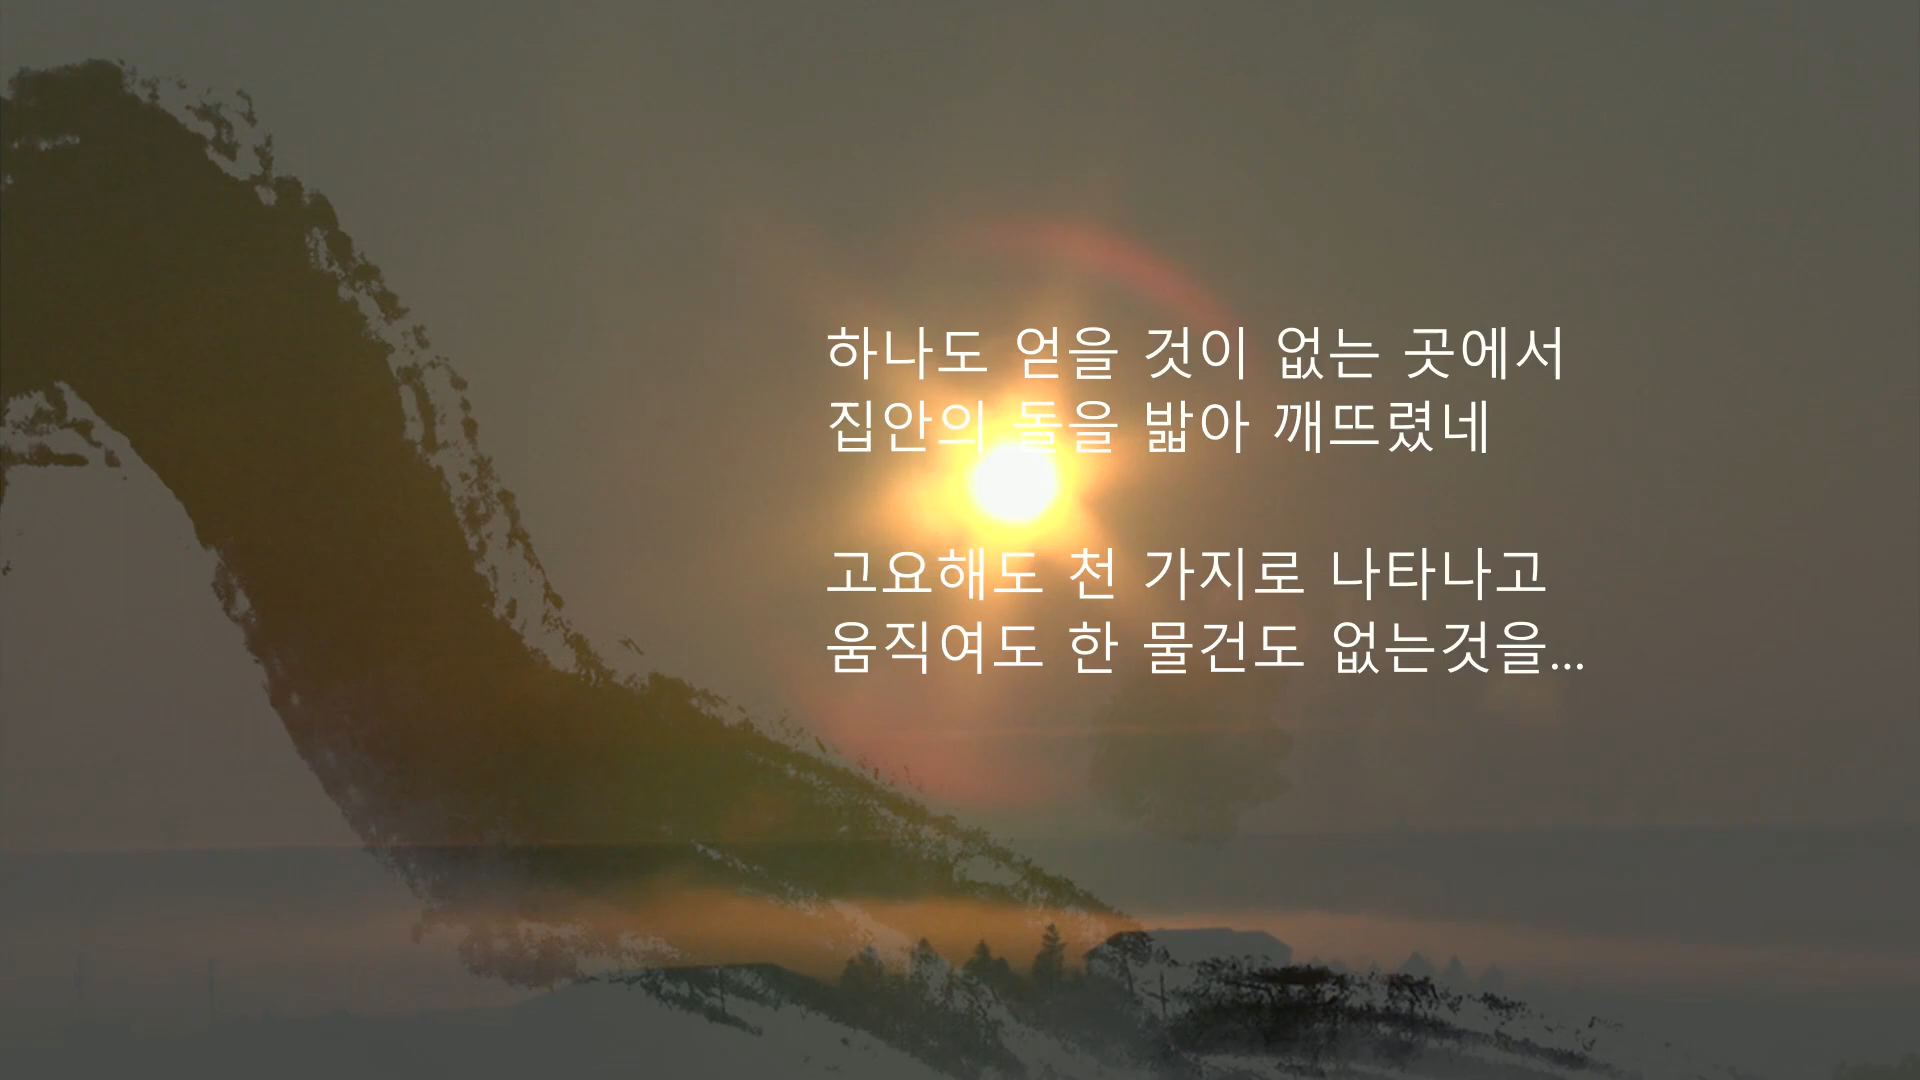 하나도 얻을 것이 없는 곳에서
집안의 돌을 밟아 깨뜨렸네
고요해도 천 가지로 나타나고
움직여도 한 물건도 없는것을...